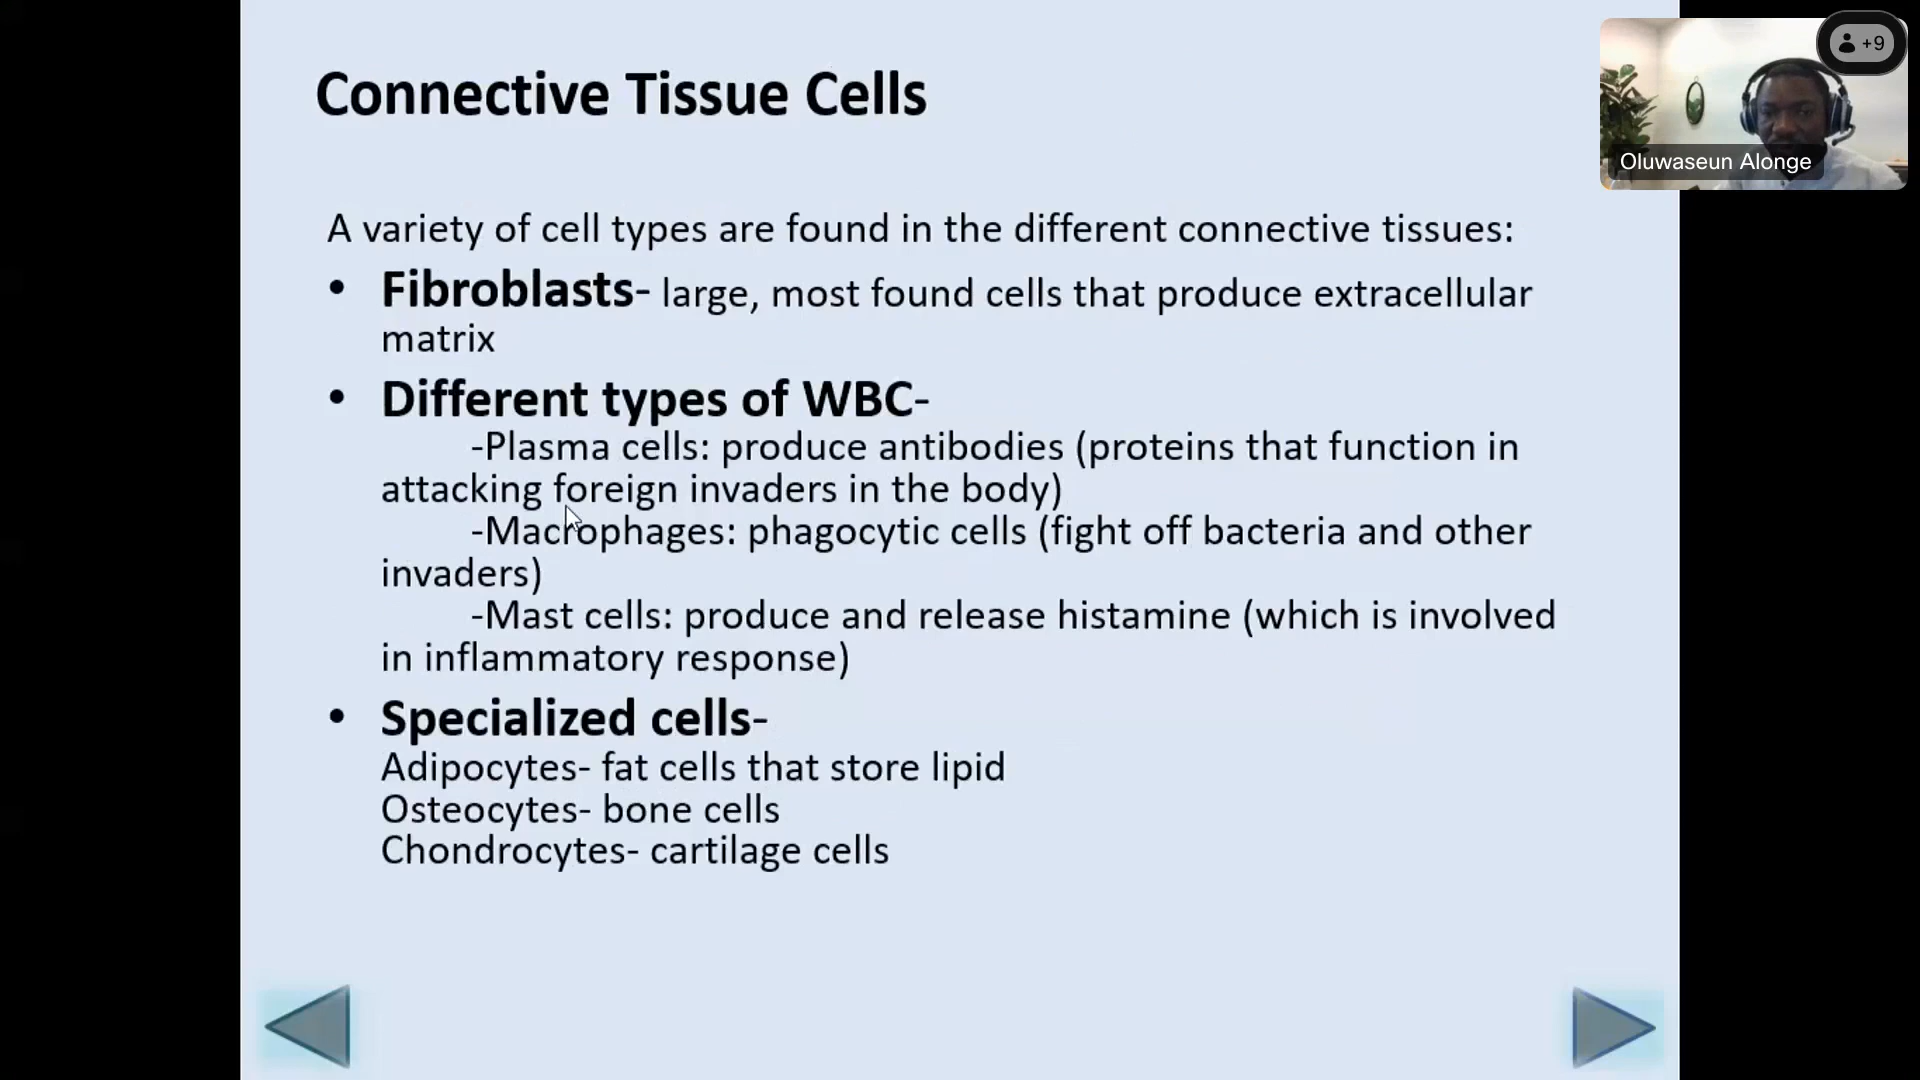 Connective Tissue Cells
+9
Oluwaseun Alonge
A variety of cell types are found in the different connective tissues:
• Fibroblasts- large, most found cells that produce extracellular
matrix
• Different types of WBC-
-Plasma cells: produce antibodies (proteins that function in
attacking foreign invaders in the body)
-Macrophages: phagocytic cells (fight off bacteria and other
invaders)
-Mast cells: produce and release histamine (which is involved
in inflammatory response)
• Specialized cells-
Adipocytes- fat cells that store lipid
Osteocytes- bone cells
Chondrocytes- cartilage cells